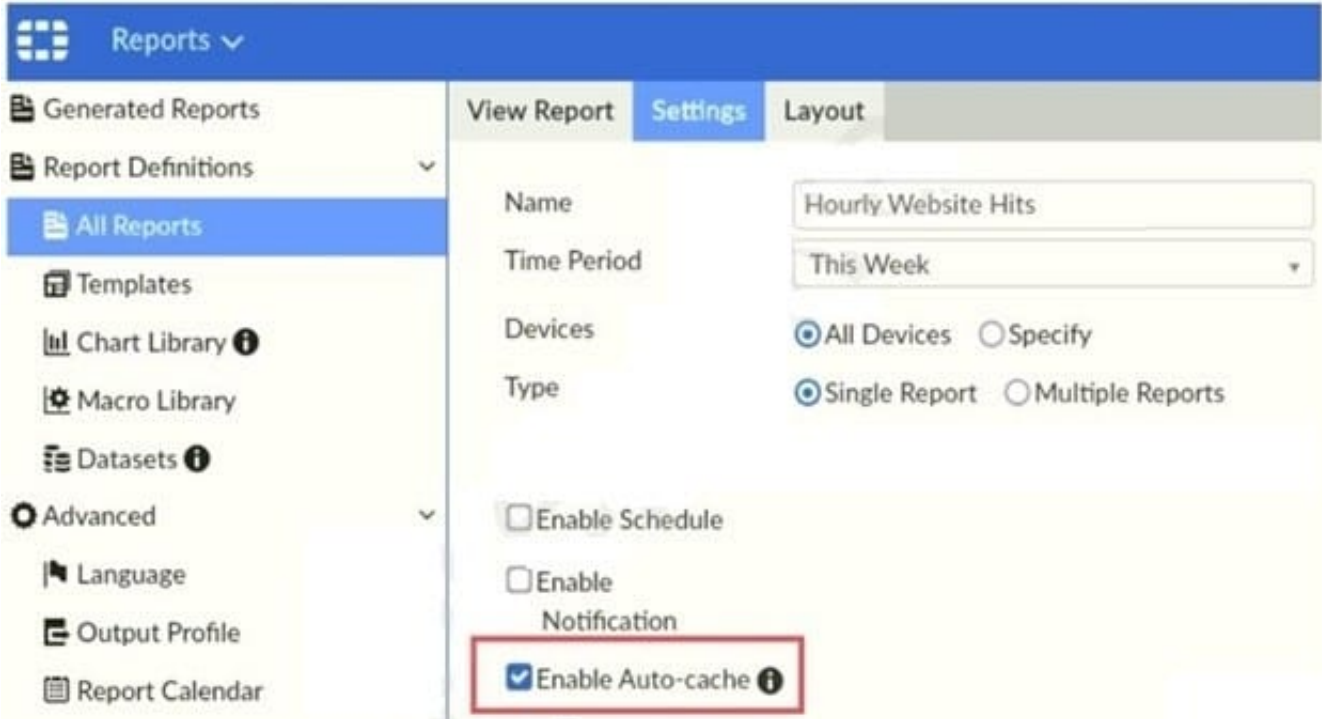 Reports
Generated Reports
Report Definitions
All Reports
Templates
Chart Library
Macro Library
Datasets
Advanced
Language
Output Profile
Report Calendar
View Report Settings Layout
Name Hourly Website Hits
Time Period This Week
Devices All Devices Specify
Type Single Report Multiple Reports
Enable Schedule
Enable
Notification
Enable Auto-cache